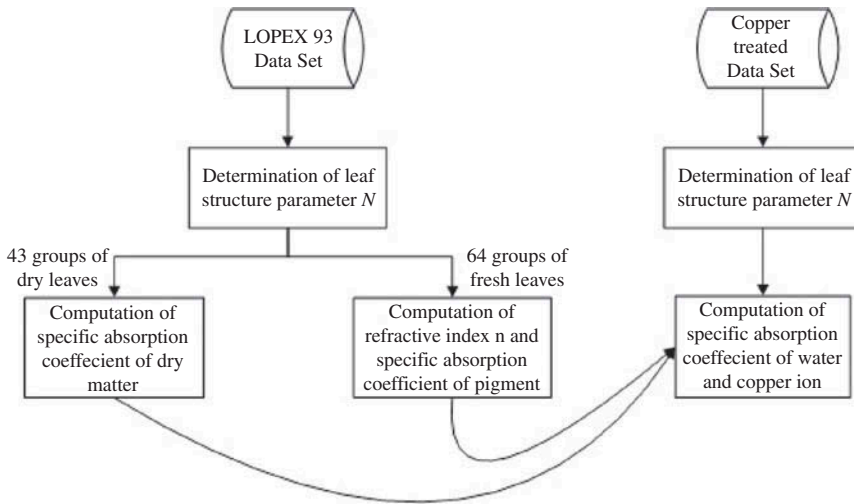 LOPEX 93
Data Set
Copper
treated
Data Set
Determination of leaf
structure parameter N
Determination of leaf
structure parameter N
43 groups of
dry leaves
64 groups of
fresh leaves
Computation of
specific absorption
coeffecient of dry
matter
Computation of
refractive index n and
specific absorption
coefficient of pigment
Computation of
specific absorption
coeffecient of water
and copper ion